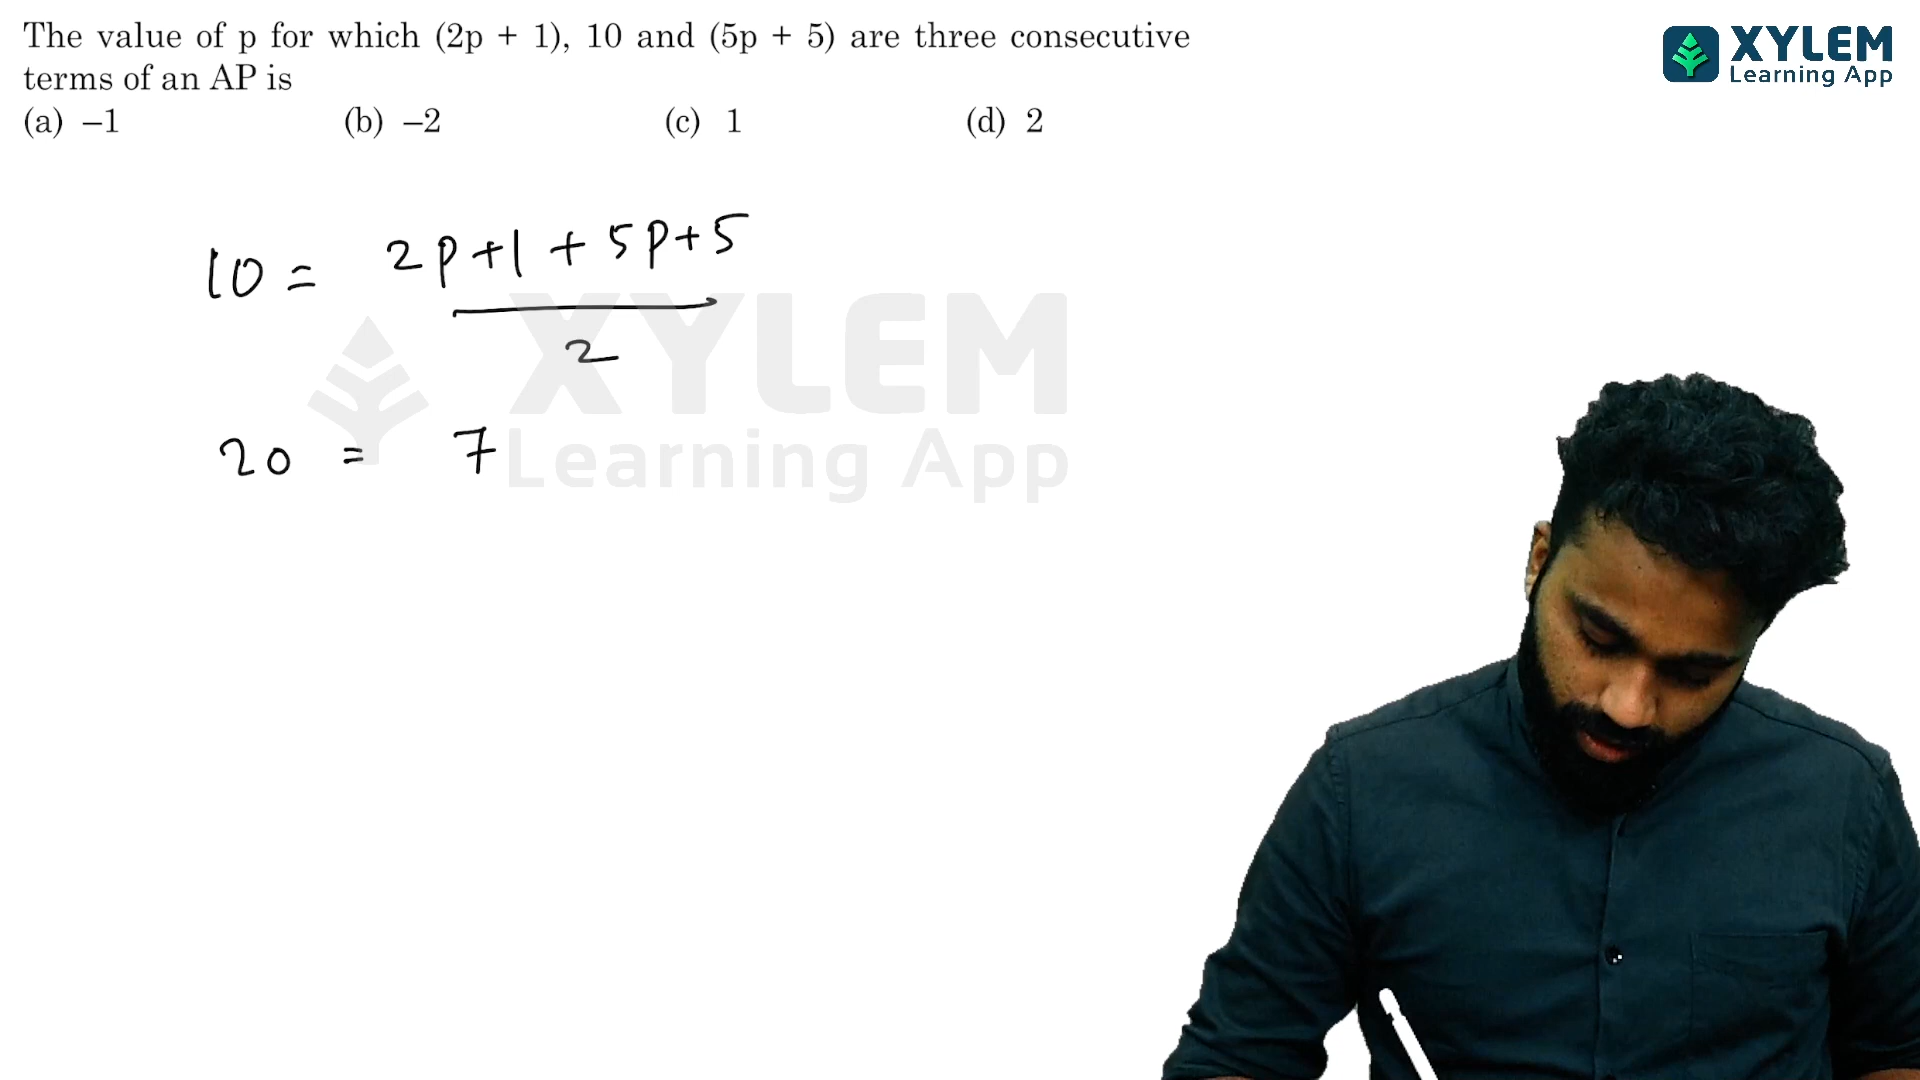 The value of p for which (2p + 1), 10 and (5p + 5) are three consecutive
terms of an AP is
(a) –1 (b) –2 (c) 1 (d) 2
XYLEM
Learning App
10 = 2p+1 + 5p+5
2
20 = 7
XYLEM
Learning App